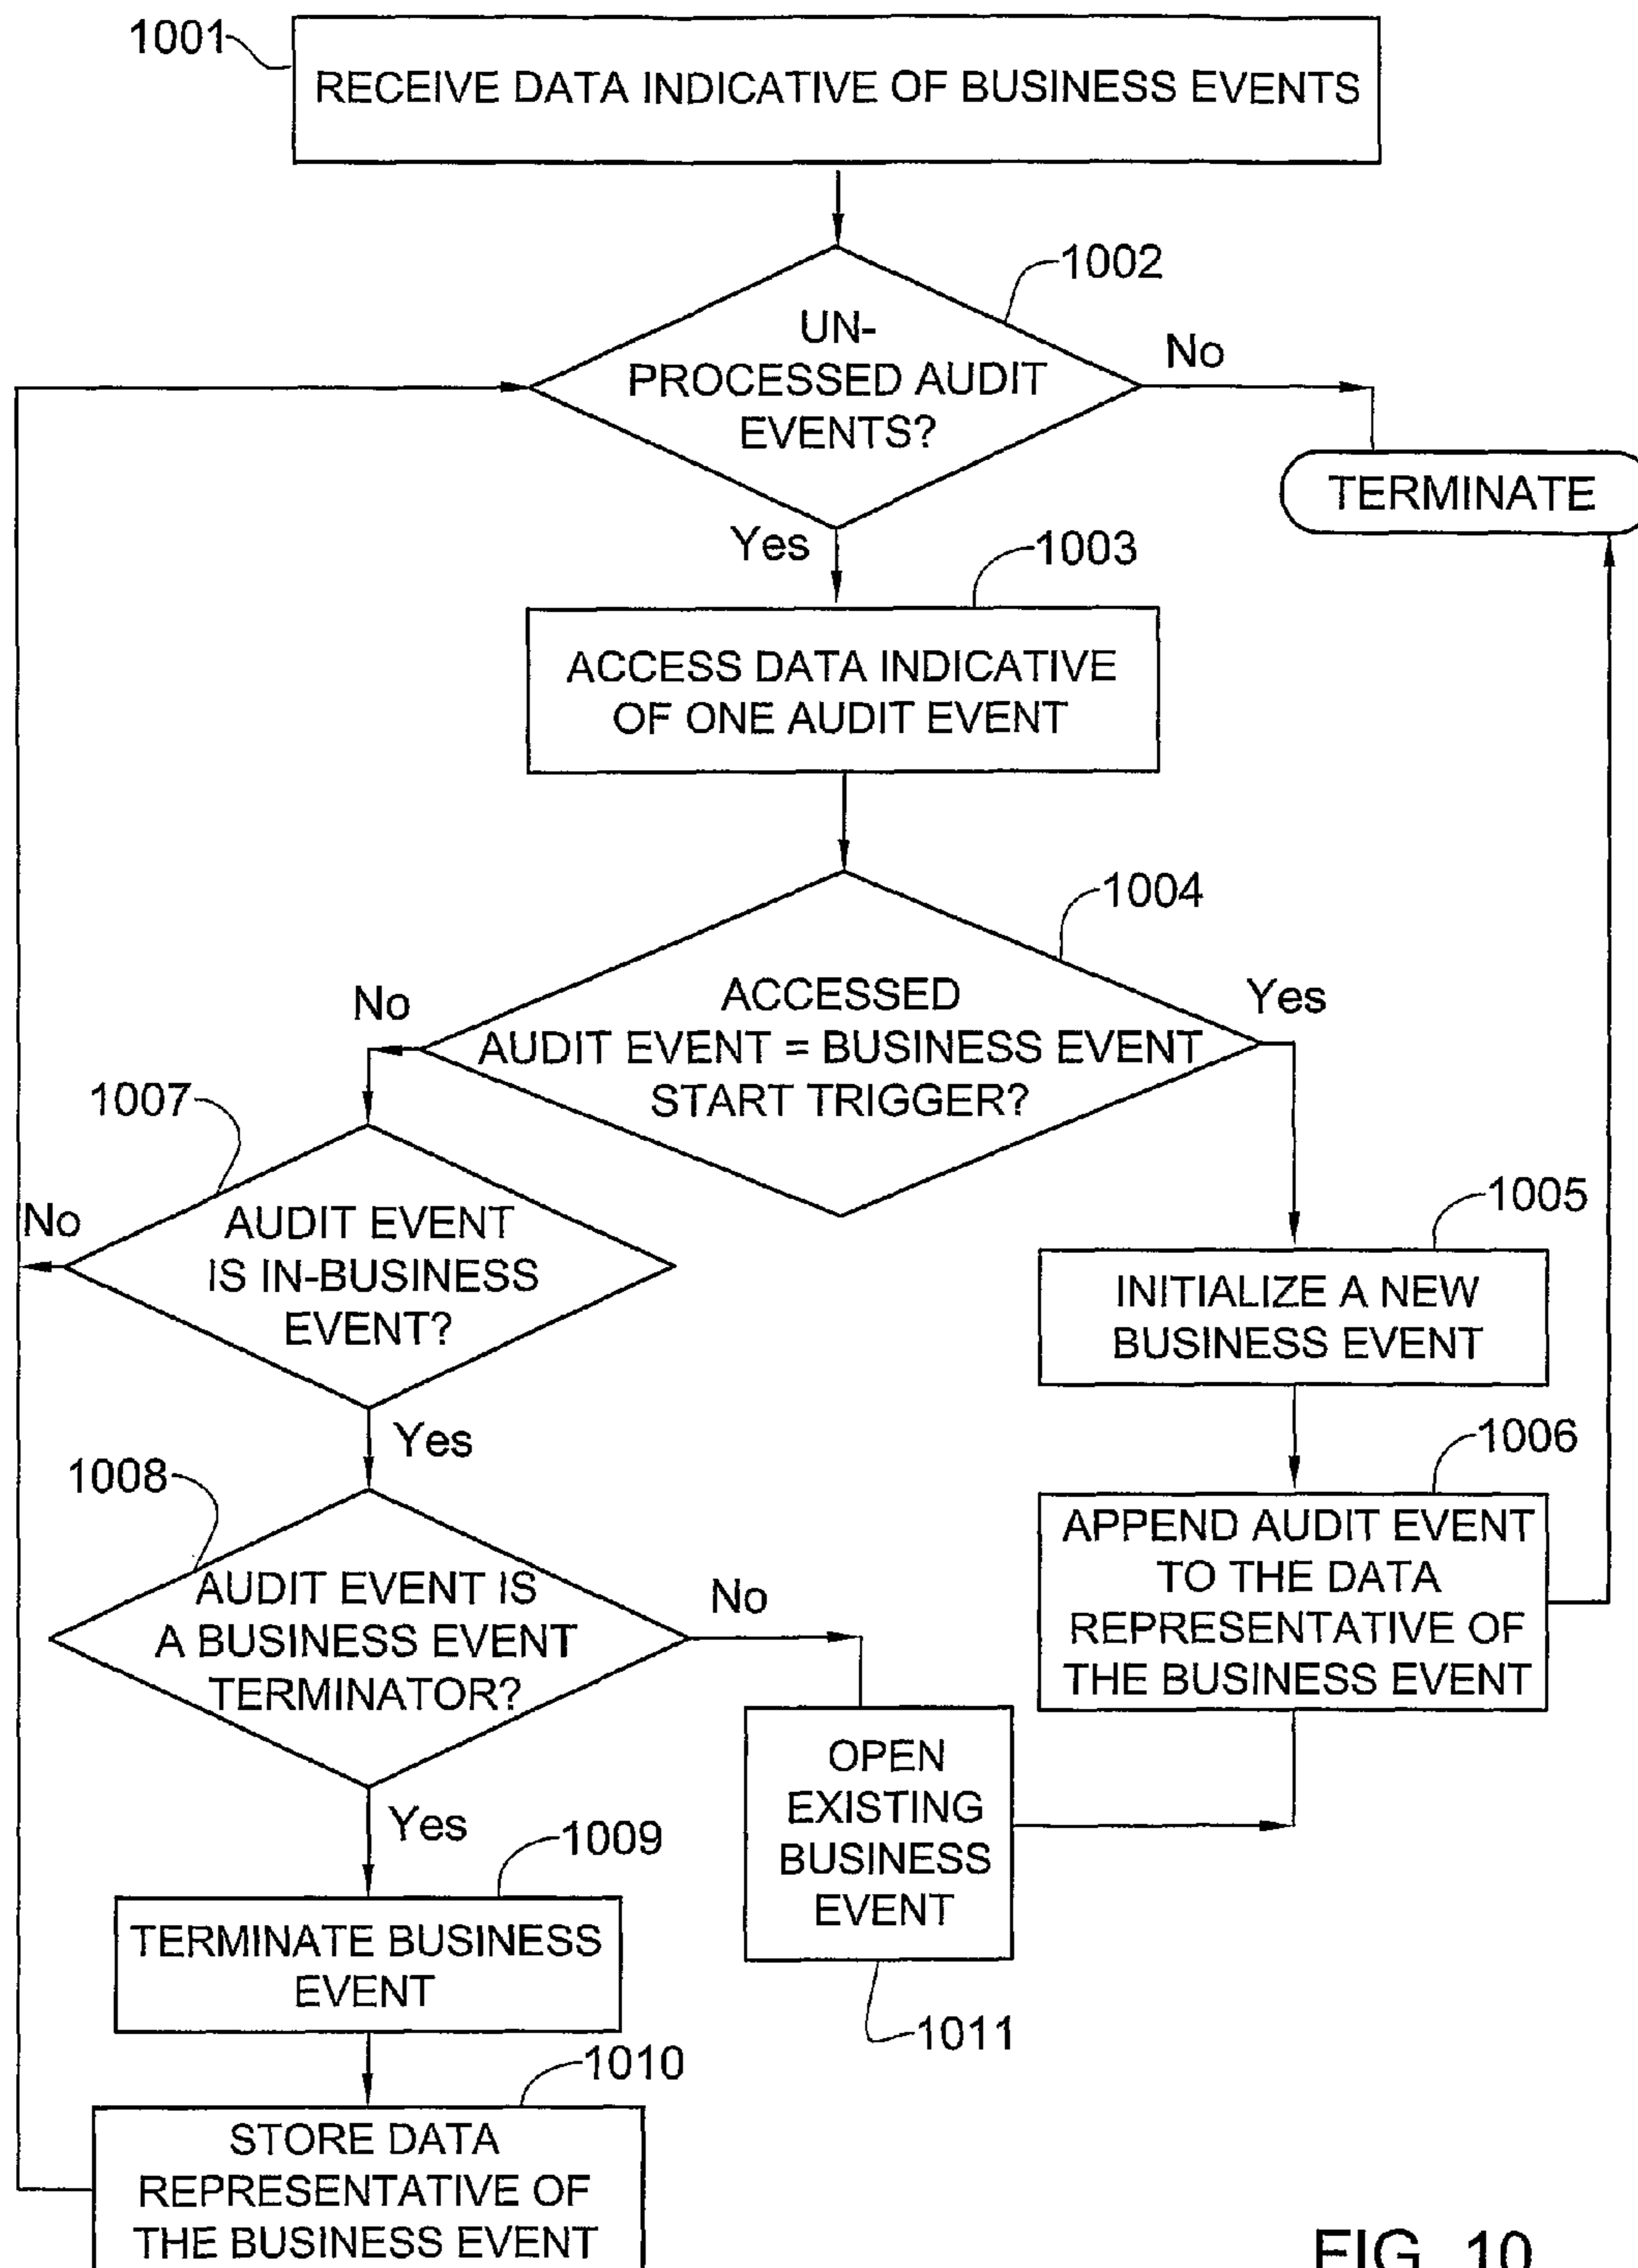 1001
RECEIVE DATA INDICATIVE OF BUSINESS EVENTS
1002
UN-
PROCESSED AUDIT
EVENTS?
No
TERMINATE
Yes
1003
ACCESS DATA INDICATIVE
OF ONE AUDIT EVENT
1004
ACCESSED
AUDIT EVENT = BUSINESS EVENT
START TRIGGER?
No
Yes
1007
AUDIT EVENT
IS IN-BUSINESS
EVENT?
No
1005
INITIALIZE A NEW
BUSINESS EVENT
Yes
1006
APPEND AUDIT EVENT
TO THE DATA
REPRESENTATIVE OF
THE BUSINESS EVENT
1008
AUDIT EVENT IS
A BUSINESS EVENT
TERMINATOR?
No
OPEN
EXISTING
BUSINESS
EVENT
1011
Yes
1009
TERMINATE BUSINESS
EVENT
1010
STORE DATA
REPRESENTATIVE OF
THE BUSINESS EVENT
FIG. 10